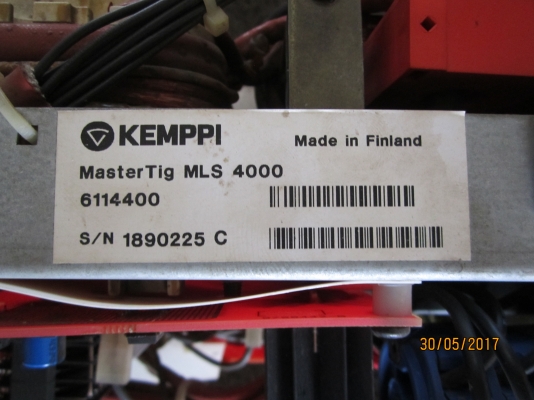 KEMPPI Made in Finland
MasterTig MLS 4000
6114400
S/N 1890225 C
30/05/2017